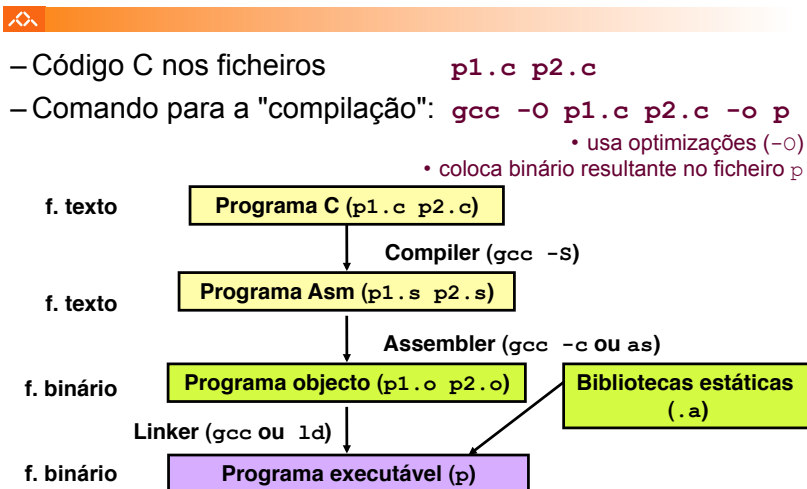 – Código C nos ficheiros p1.c p2.c
– Comando para a "compilação": gcc -O p1.c p2.c -o p
• usa optimizações (-O)
• coloca binário resultante no ficheiro p
f. texto Programa C (p1.c p2.c)
Compiler (gcc -S)
f. texto Programa Asm (p1.s p2.s)
Assembler (gcc -c ou as)
f. binário Programa objecto (p1.o p2.o) Bibliotecas estáticas
(.a)
Linker (gcc ou ld)
f. binário Programa executável (p)